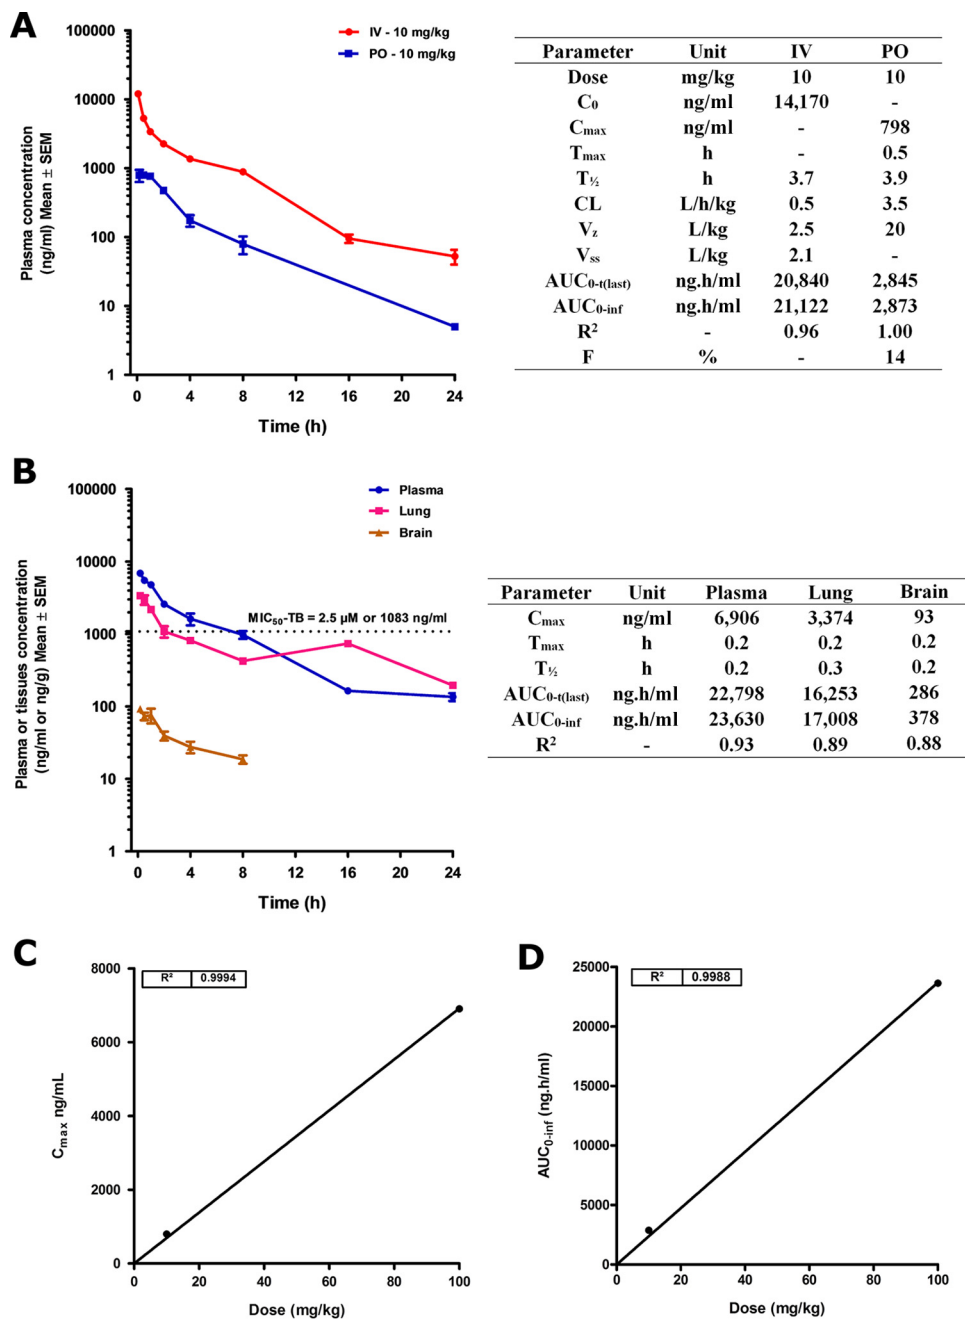 A
IV - 10 mg/kg
PO - 10 mg/kg
Plasma concentration
(ng/ml) Mean ± SEM
100000
10000
1000
100
10
1
0 4 8 12 16 20 24
Time (h)
Parameter Unit IV PO
Dose mg/kg 10 10
C₀ ng/ml 14,170 -
Cmax ng/ml - 798
Tmax h - 0.5
T½ h 3.7 3.9
CL L/h/kg 0.5 3.5
Vz L/kg 2.5 20
Vss L/kg 2.1 -
AUC0-t(last) ng.h/ml 20,840 2,845
AUC0-inf ng.h/ml 21,122 2,873
R² - 0.96 1.00
F % - 14
B
Plasma
Lung
Brain
Plasma or tissues concentration
(ng/ml or ng/g) Mean ± SEM
100000
10000
1000
100
10
1
MIC50-TB = 2.5 µM or 1083 ng/ml
0 4 8 12 16 20 24
Time (h)
Parameter Unit Plasma Lung Brain
Cmax ng/ml 6,906 3,374 93
Tmax h 0.2 0.2 0.2
T½ h 0.2 0.3 0.2
AUC0-t(last) ng.h/ml 22,798 16,253 286
AUC0-inf ng.h/ml 23,630 17,008 378
R² - 0.93 0.89 0.88
C
R² 0.9994
Cmax ng/mL
8000
6000
4000
2000
0
0 20 40 60 80 100
Dose (mg/kg)
D
R² 0.9988
AUC0-inf (ng.h/ml)
25000
20000
15000
10000
5000
0
0 20 40 60 80 100
Dose (mg/kg)